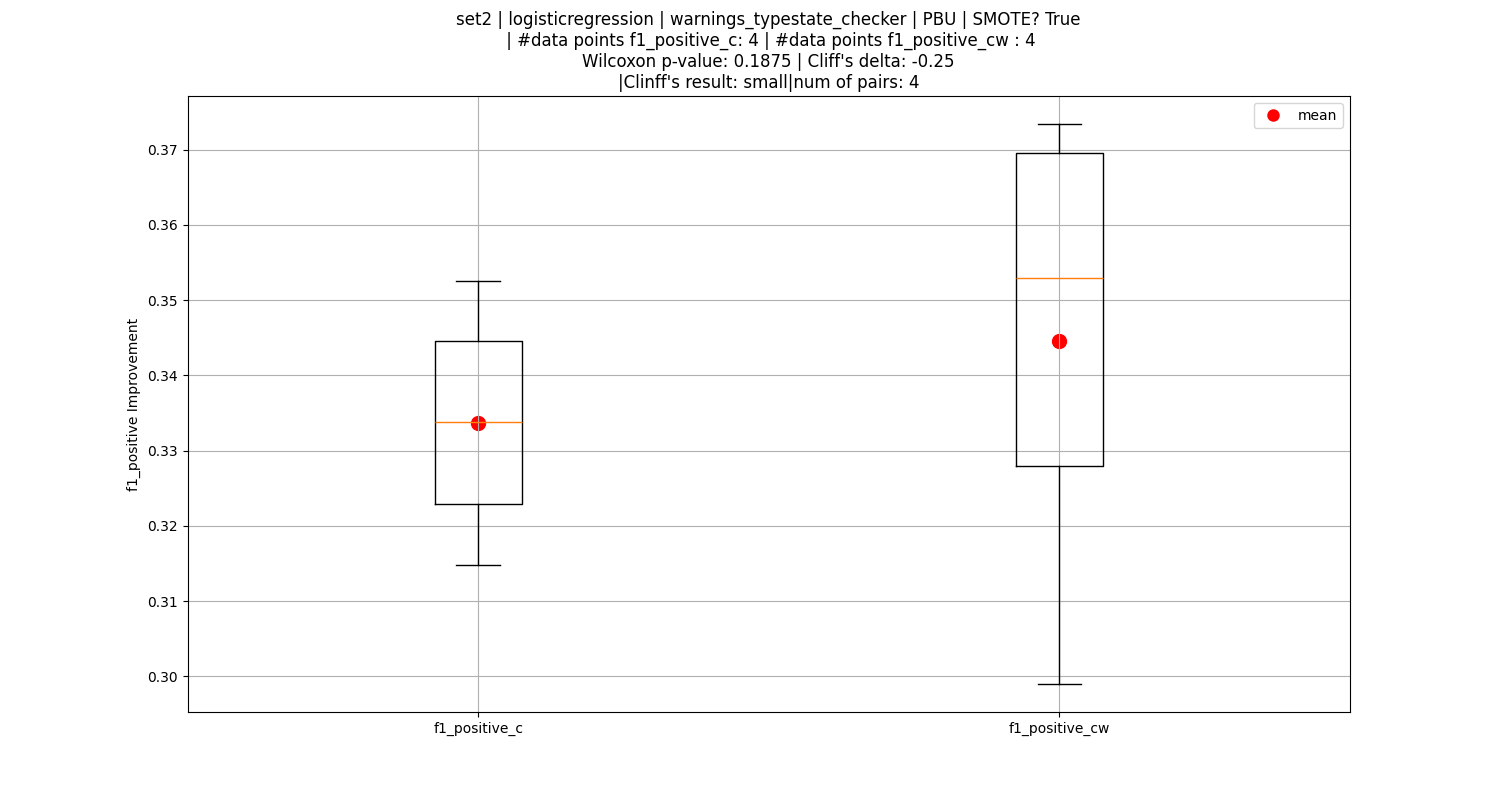 set2 | logisticregression | warnings_typestate_checker | PBU | SMOTE? True
| #data points f1_positive_c: 4 | #data points f1_positive_cw : 4
Wilcoxon p-value: 0.1875 | Cliff's delta: -0.25
|Clinff's result: small|num of pairs: 4
mean
0.37
0.36
0.35
0.34
0.33
0.32
0.31
0.30
f1_positive Improvement
f1_positive_c
f1_positive_cw